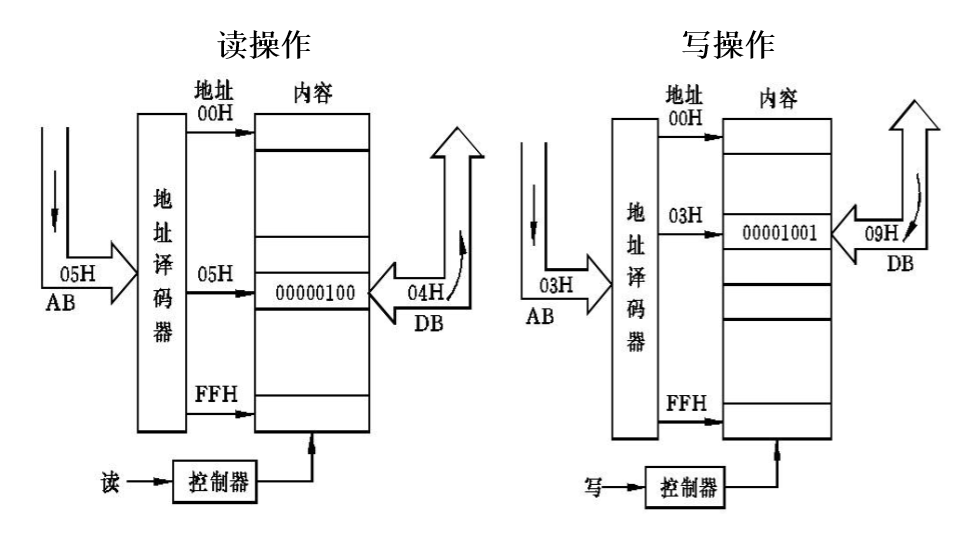 读操作
地址
00H
内容
地址译码器
05H
AB
05H
00000100
04H
DB
FFH
读
控制器
写操作
地址
00H
内容
地址译码器
03H
AB
03H
00001001
09H
DB
FFH
写
控制器